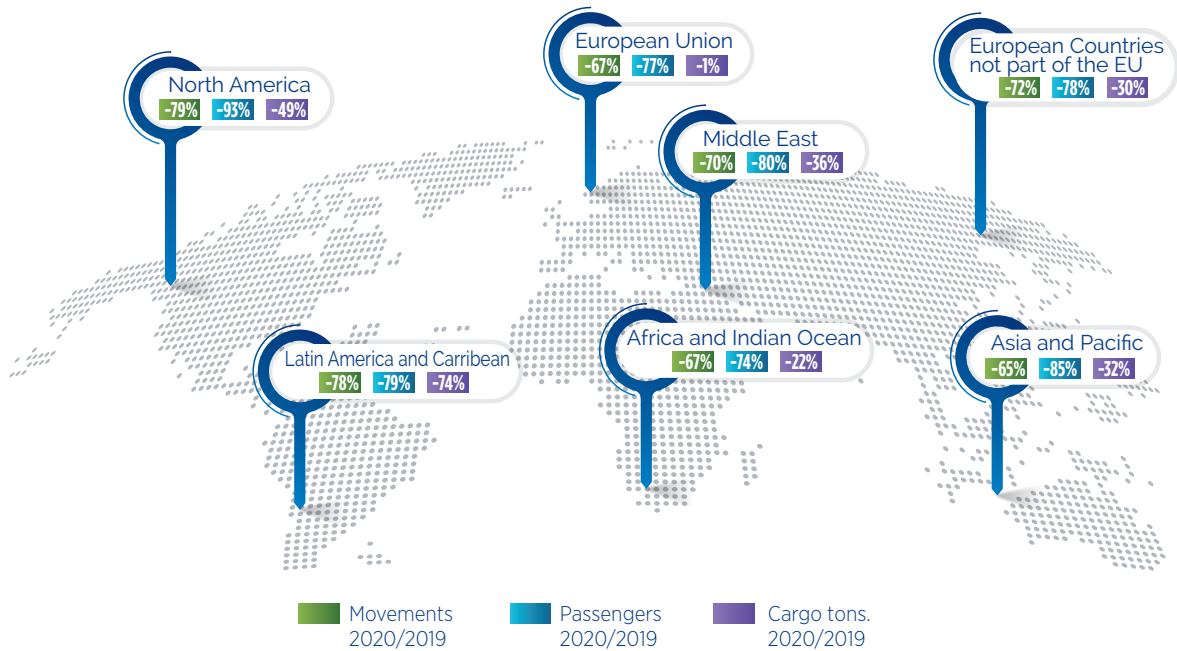 European Union
-67% -77% -1%
European Countries
not part of the EU
-72% -78% -30%
North America
-79% -93% -49%
Middle East
-70% -80% -36%
Africa and Indian Ocean
-67% -74% -22%
Asia and Pacific
-65% -85% -32%
Latin America and Carribean
-78% -79% -74%
Movements
2020/2019
Passengers
2020/2019
Cargo tons.
2020/2019